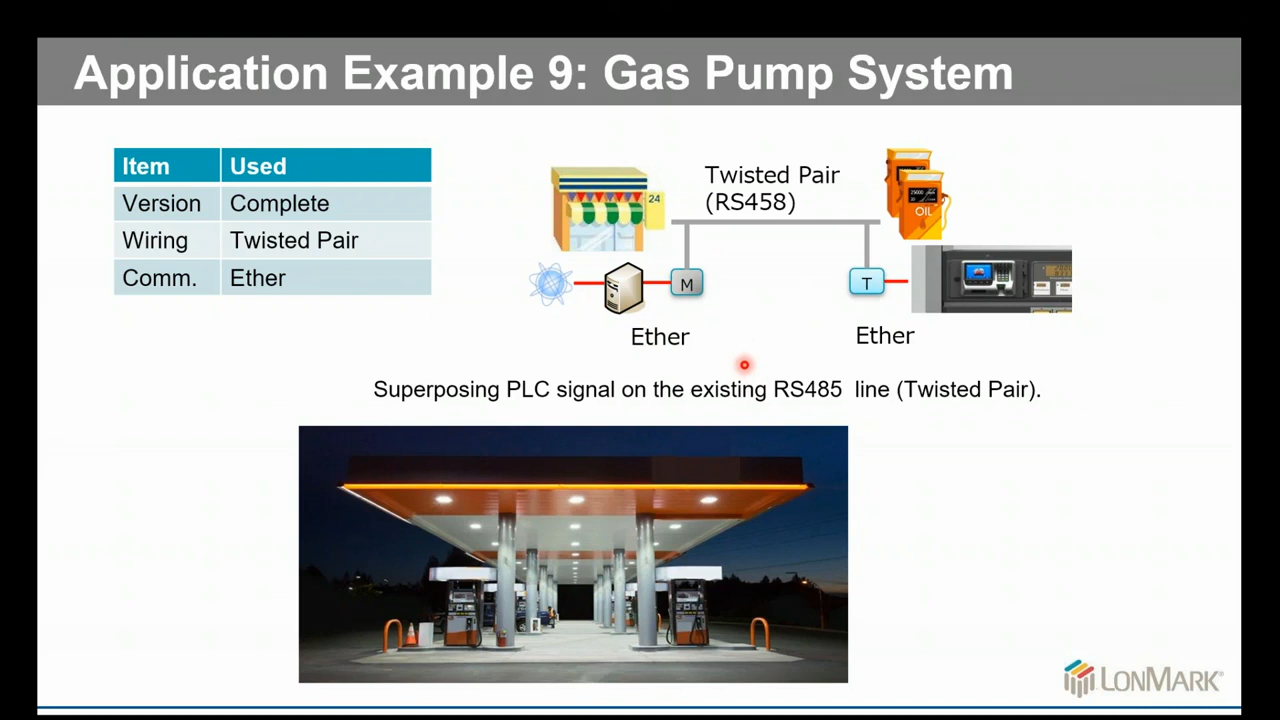 Application Example 9: Gas Pump System
Item Used
Version Complete
Wiring Twisted Pair
Comm. Ether
Twisted Pair
(RS458)
24
OIL
M
T
Ether
Ether
Superposing PLC signal on the existing RS485 line (Twisted Pair).
LONMARK